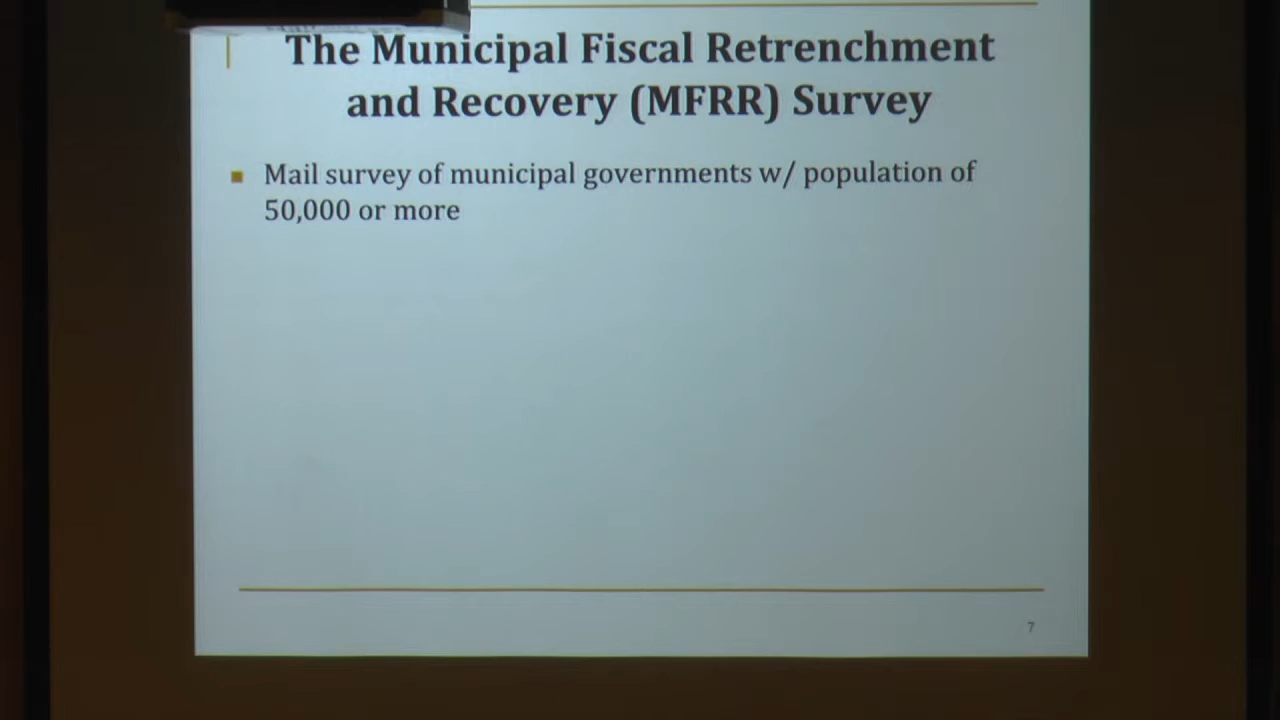 The Municipal Fiscal Retrenchment
and Recovery (MFRR) Survey
Mail survey of municipal governments w/ population of
50,000 or more
7